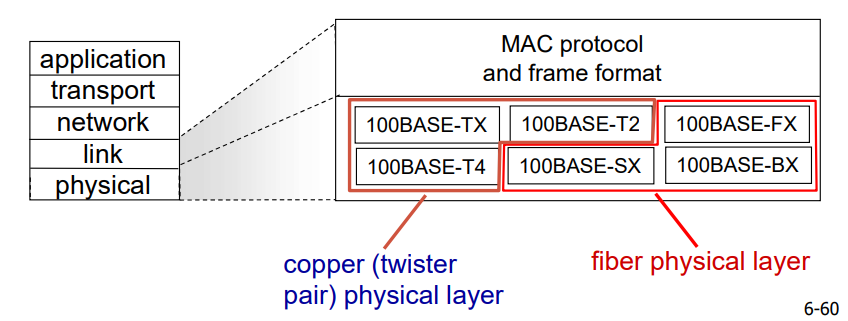 application
transport
network
link
physical
MAC protocol
and frame format
100BASE-TX
100BASE-T2
100BASE-FX
100BASE-T4
100BASE-SX
100BASE-BX
copper (twister
pair) physical layer
fiber physical layer
6-60